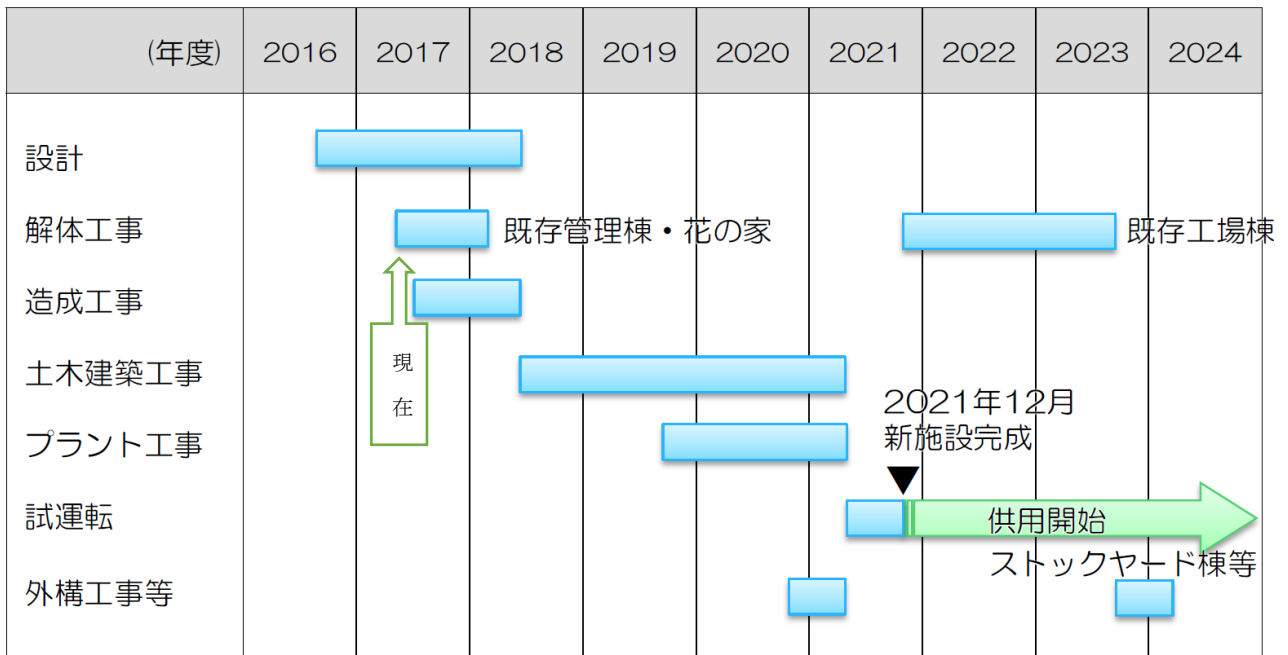 (年度) 2016 2017 2018 2019 2020 2021 2022 2023 2024
設計
解体工事 既存管理棟・花の家 既存工場棟
造成工事
現
在
土木建築工事
2021年12月
新施設完成
プラント工事
試運転 供用開始
ストックヤード棟等
外構工事等